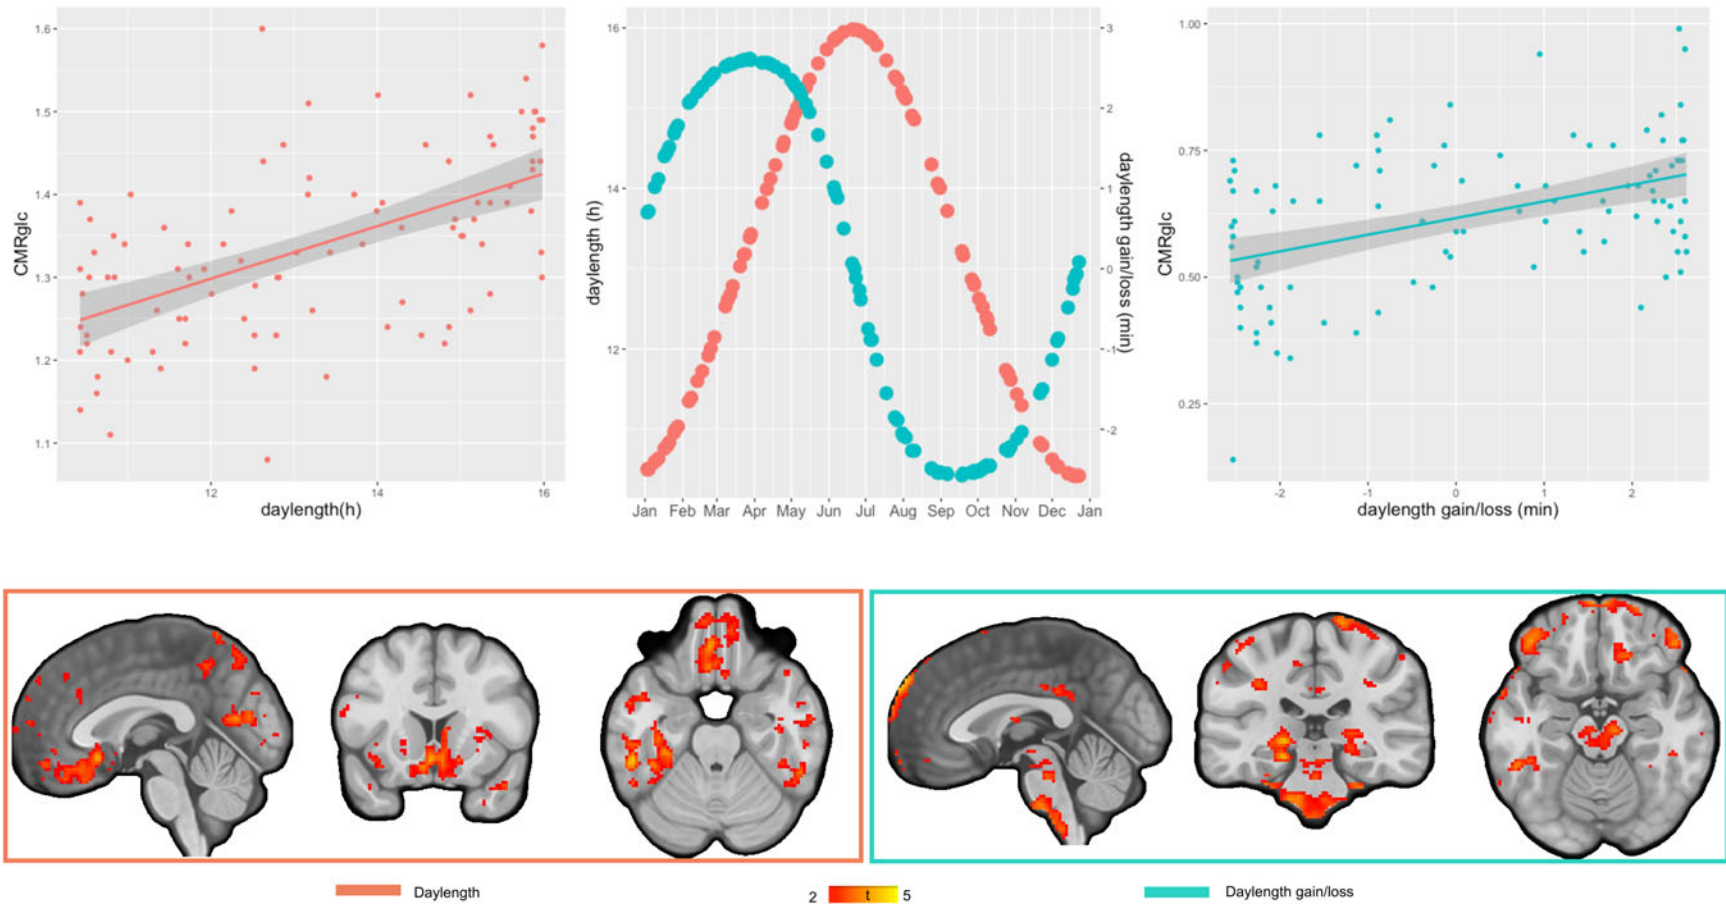 1.6
1.5
1.4
1.3
1.2
1.1
CMRglc
12
14
16
daylength(h)
16
14
12
daylength (h)
3
2
1
0
-1
-2
daylength gain/loss (min)
Jan Feb Mar Apr May Jun Jul Aug Sep Oct Nov Dec Jan
1.00
0.75
0.50
0.25
CMRglc
-2
-1
0
1
2
daylength gain/loss (min)
Daylength
2 t 5
Daylength gain/loss